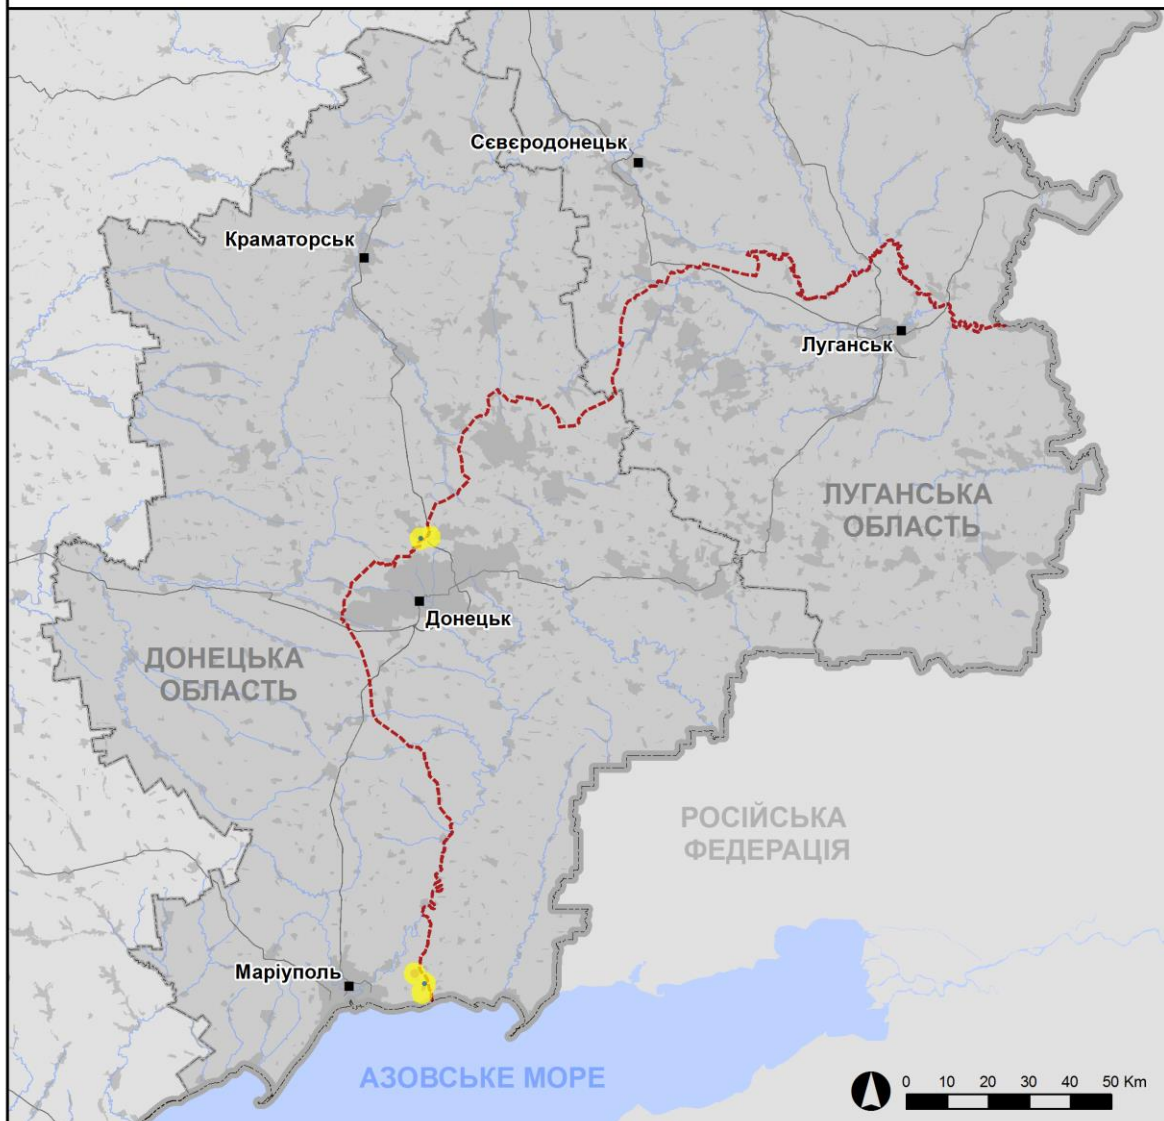 Сєвєродонецьк
Краматорськ
Луганськ
ЛУГАНСЬКА
ОБЛАСТЬ
Донецьк
ДОНЕЦЬКА
ОБЛАСТЬ
РОСІЙСЬКА
ФЕДЕРАЦІЯ
Маріуполь
АЗОВСЬКЕ МОРЕ
0 10 20 30 40 50 Km